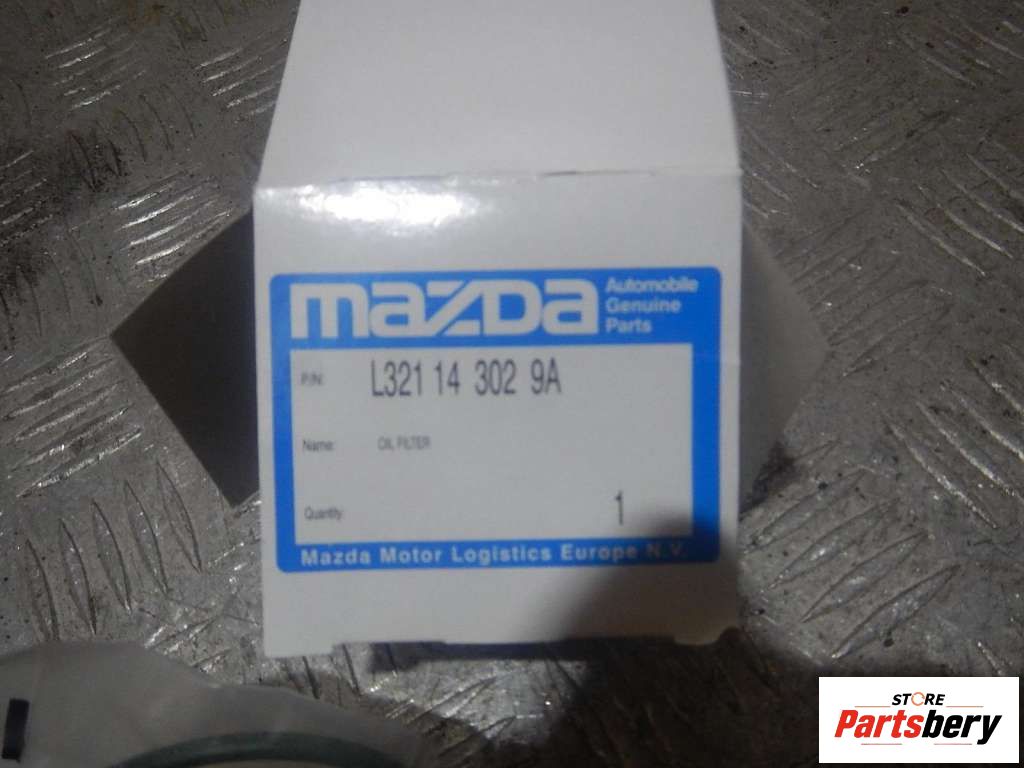 mazda
Automobile
Genuine
Parts
P/N: L321 14 302 9A
Name: OIL FILTER
Quantity: 1
Mazda Motor Logistics Europe N.V.
STORE
Partsbery